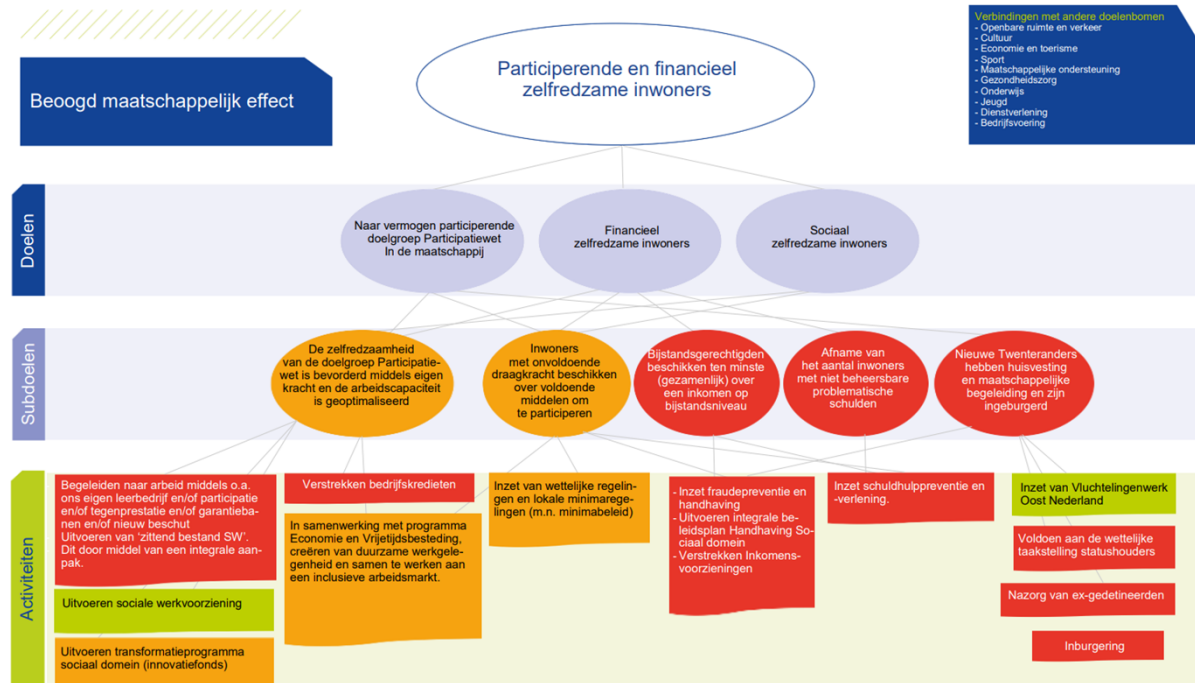 Beoogd maatschappelijk effect
Participerende en financieel
zelfredzame inwoners
Verbindingen met andere doelenbomen
- Openbare ruimte en verkeer
- Cultuur
- Economie en toerisme
- Sport
- Maatschappelijke ondersteuning
- Gezondheidszorg
- Onderwijs
- Jeugd
- Dienstverlening
- Bedrijfsvoering
Doelen
Naar vermogen participerende
doelgroep Participatiewet
In de maatschappij
Financieel
zelfredzame inwoners
Sociaal
zelfredzame inwoners
Subdoelen
De zelfredzaamheid
van de doelgroep Participatie-
wet is bevorderd middels eigen
kracht en de arbeidscapaciteit
is geoptimaliseerd
Inwoners
met onvoldoende
draagkracht beschikken
over voldoende
middelen om
te participeren
Bijstandsgerechtigden
beschikken ten minste
(gezamenlijk) over
een inkomen op
bijstandsniveau
Afname van
het aantal inwoners
met niet beheersbare
problematische
schulden
Nieuwe Twenteranders
hebben huisvesting
en maatschappelijke
begeleiding en zijn
ingeburgerd
Activiteiten
Begeleiden naar arbeid middels o.a.
ons eigen leerbedrijf en/of participatie
en/of tegenprestatie en/of garantieba-
nen en/of nieuw beschut
Uitvoeren van 'zittend bestand SW'.
Dit door middel van een integrale aan-
pak.
Uitvoeren sociale werkvoorziening
Uitvoeren transformatieprogramma
sociaal domein (innovatiefonds)
Verstrekken bedrijfskredieten
In samenwerking met programma
Economie en Vrijetijdsbesteding,
creëren van duurzame werkgele-
genheid en samen te werken aan
een inclusieve arbeidsmarkt.
Inzet van wettelijke regelin-
gen en lokale minimarege-
lingen (m.n. minimabeleid)
- Inzet fraudepreventie en
handhaving
- Uitvoeren integrale be-
leidsplan Handhaving So-
ciaal domein
- Verstrekken Inkomens-
voorzieningen
Inzet schuldhulppreventie en
-verlening.
Inzet van Vluchtelingenwerk
Oost Nederland
Voldoen aan de wettelijke
taakstelling statushouders
Nazorg van ex-gedetineerden
Inburgering